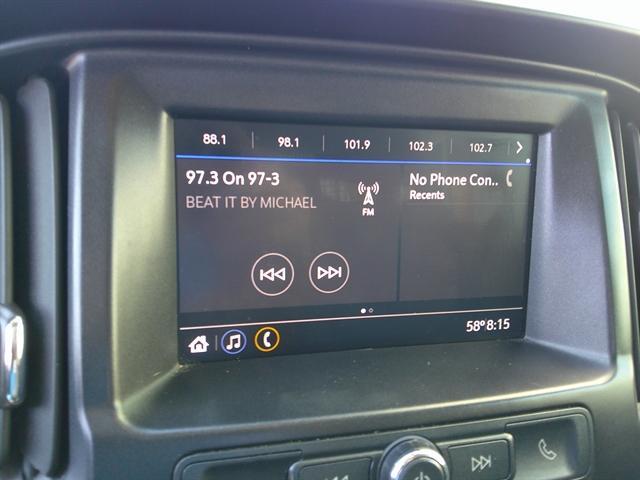 88.1 98.1 101.9 102.3 102.7
97.3 On 97-3
BEAT IT BY MICHAEL
FM
No Phone Con..
Recents
58° 8:15